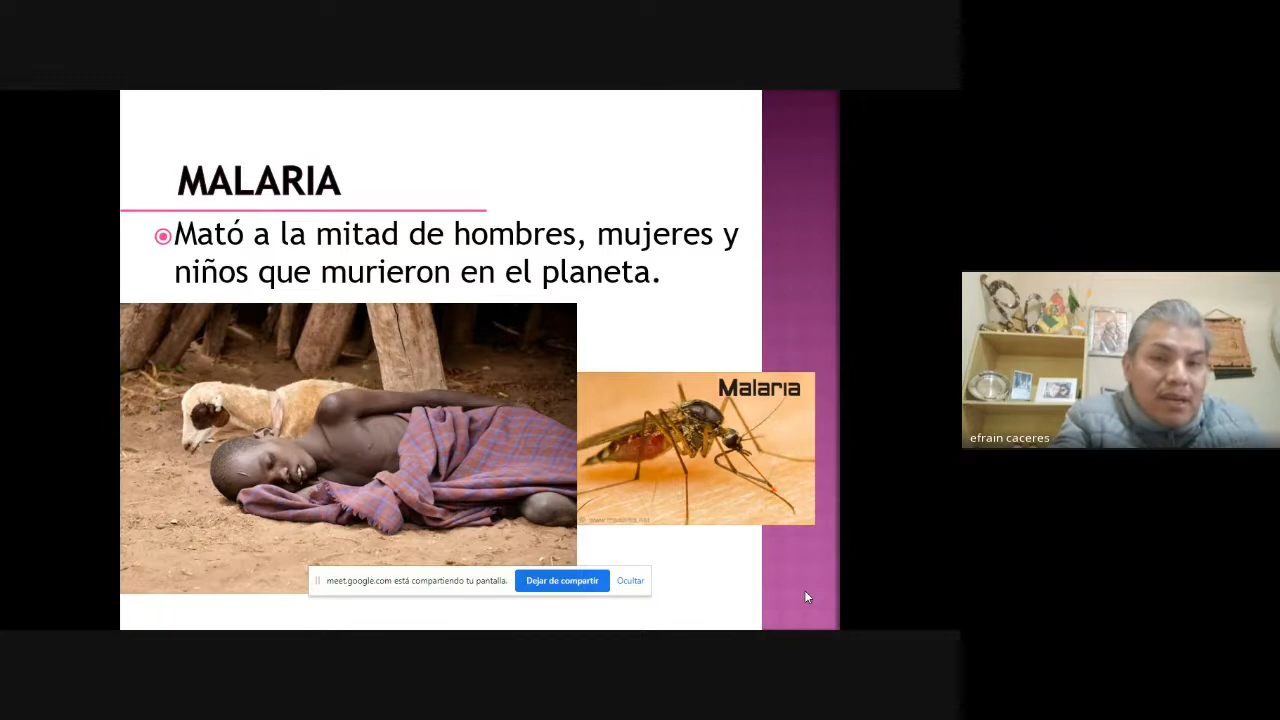 MALARIA
Mató a la mitad de hombres, mujeres y
niños que murieron en el planeta.
Malaria
meet.google.com está compartiendo tu pantalla.
Dejar de compartir
Ocultar
efrain caceres